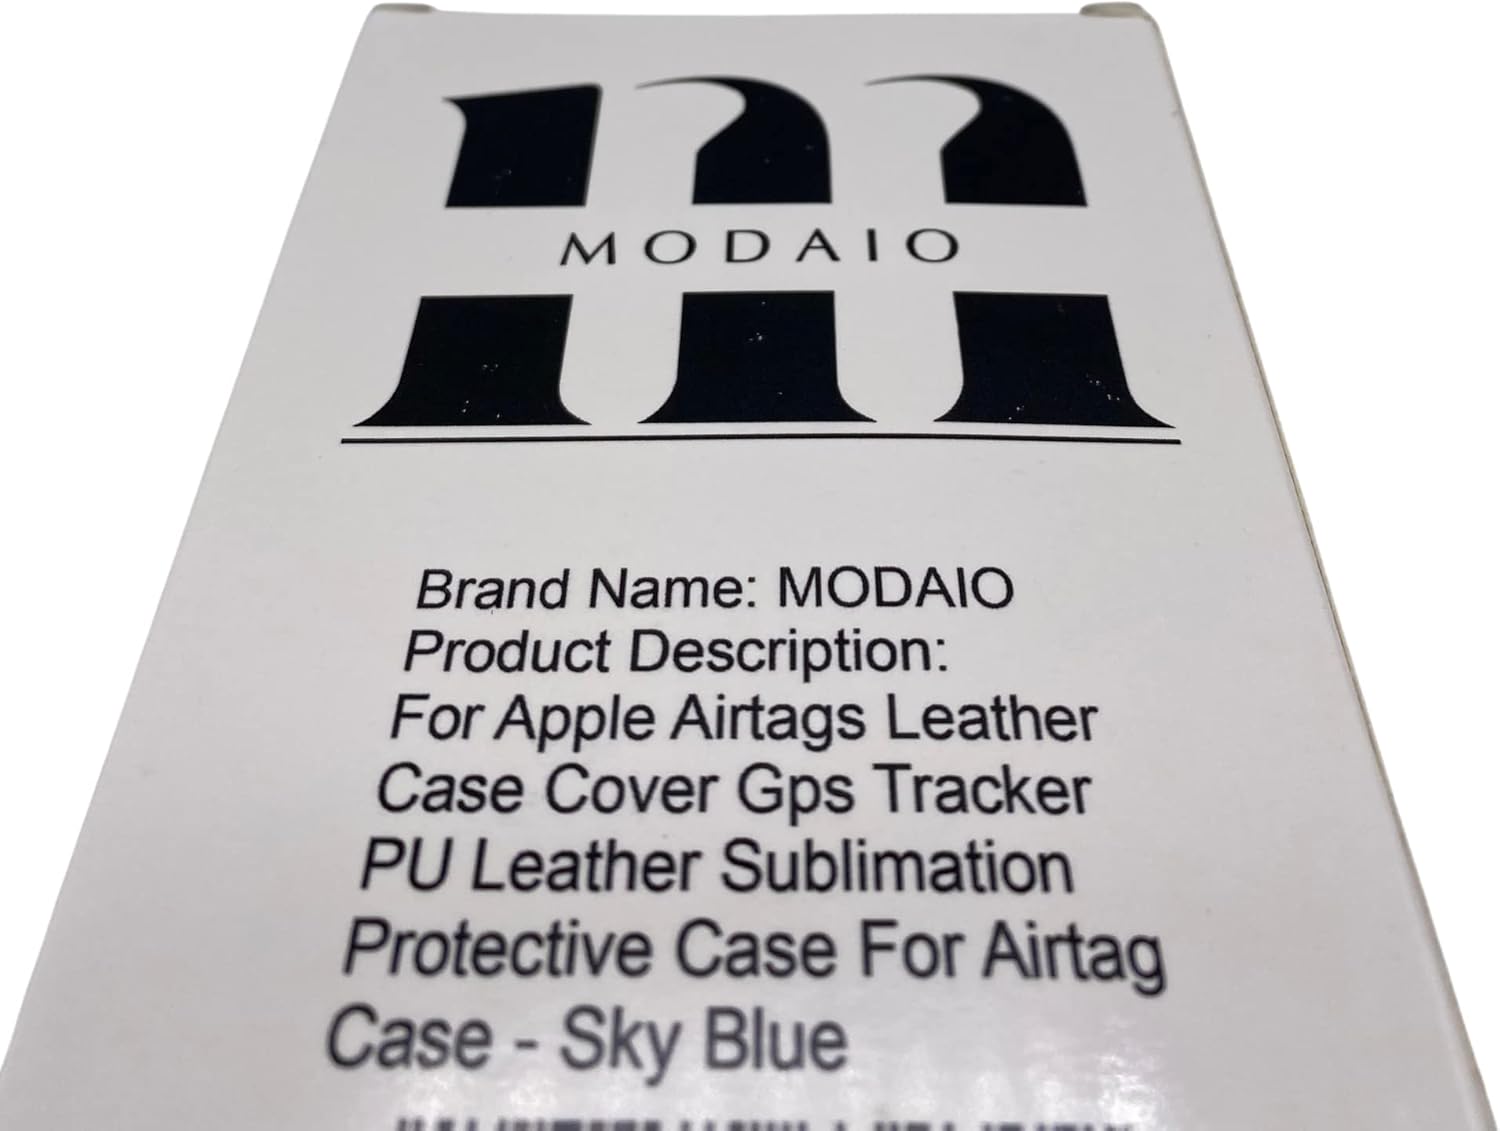 m
MODAIO
Brand Name: MODAIO
Product Description:
For Apple Airtags Leather
Case Cover Gps Tracker
PU Leather Sublimation
Protective Case For Airtag
Case - Sky Blue